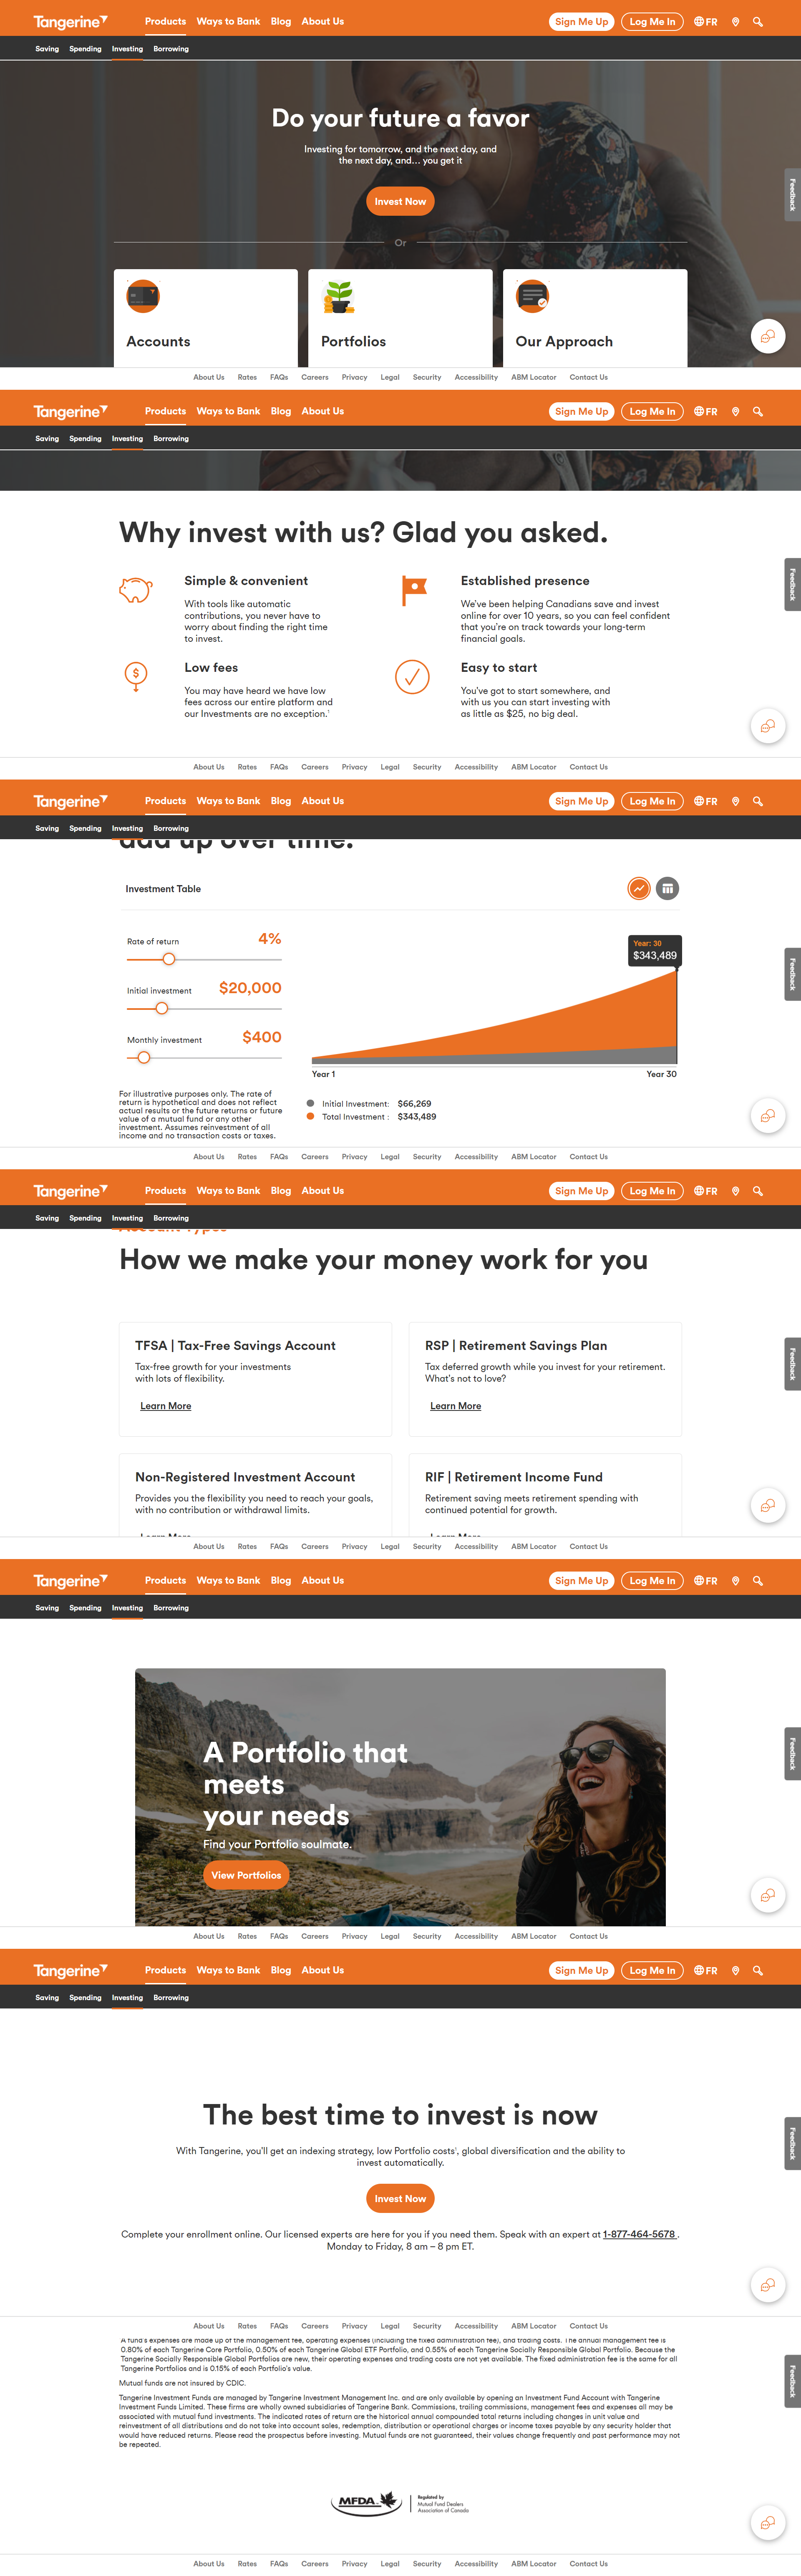 Tangerine
Products Ways to Bank Blog About Us
Sign Me Up Log Me In FR
Saving Spending Investing Borrowing
Do your future a favor
Investing for tomorrow, and the next day, and
the next day, and... you get it
Invest Now
Or
Feedback
Accounts Portfolios Our Approach
About Us Rates FAQs Careers Privacy Legal Security Accessibility ABM Locator Contact Us
Tangerine
Products Ways to Bank Blog About Us
Sign Me Up Log Me In FR
Saving Spending Investing Borrowing
Why invest with us? Glad you asked.
Feedback
Simple & convenient
With tools like automatic
contributions, you never have to
worry about finding the right time
to invest.
Established presence
We've been helping Canadians save and invest
online for over 10 years, so you can feel confident
that you're on track towards your long-term
financial goals.
Low fees
You may have heard we have low
fees across our entire platform and
our Investments are no exception.¹
Easy to start
You've got to start somewhere, and
with us you can start investing with
as little as $25, no big deal.
About Us Rates FAQs Careers Privacy Legal Security Accessibility ABM Locator Contact Us
Tangerine
Products Ways to Bank Blog About Us
Sign Me Up Log Me In FR
Saving Spending Investing Borrowing
add up over time.
Investment Table
Rate of return 4%
Initial investment $20,000
Monthly investment $400
For illustrative purposes only. The rate of
return is hypothetical and does not reflect
actual results or the future returns or future
value of a mutual fund or any other
investment. Assumes reinvestment of all
income and no transaction costs or taxes.
Year: 30
$343,489
Year 1 Year 30
Initial Investment: $66,269
Total Investment : $343,489
Feedback
About Us Rates FAQs Careers Privacy Legal Security Accessibility ABM Locator Contact Us
Tangerine
Products Ways to Bank Blog About Us
Sign Me Up Log Me In FR
Saving Spending Investing Borrowing
Account Types
How we make your money work for you
TFSA | Tax-Free Savings Account
Tax-free growth for your investments
with lots of flexibility.
Learn More
RSP | Retirement Savings Plan
Tax deferred growth while you invest for your retirement.
What's not to love?
Learn More
Feedback
Non-Registered Investment Account
Provides you the flexibility you need to reach your goals,
with no contribution or withdrawal limits.
Learn More
RIF | Retirement Income Fund
Retirement saving meets retirement spending with
continued potential for growth.
Learn More
About Us Rates FAQs Careers Privacy Legal Security Accessibility ABM Locator Contact Us
Tangerine
Products Ways to Bank Blog About Us
Sign Me Up Log Me In FR
Saving Spending Investing Borrowing
A Portfolio that
meets
your needs
Find your Portfolio soulmate.
View Portfolios
Feedback
About Us Rates FAQs Careers Privacy Legal Security Accessibility ABM Locator Contact Us
Tangerine
Products Ways to Bank Blog About Us
Sign Me Up Log Me In FR
Saving Spending Investing Borrowing
The best time to invest is now
With Tangerine, you'll get an indexing strategy, low Portfolio costs¹, global diversification and the ability to
invest automatically.
Invest Now
Complete your enrollment online. Our licensed experts are here for you if you need them. Speak with an expert at 1-877-464-5678 .
Monday to Friday, 8 am – 8 pm ET.
Feedback
About Us Rates FAQs Careers Privacy Legal Security Accessibility ABM Locator Contact Us
A fund's expenses are made up of the management fee, operating expenses (including the fixed administration fee), and trading costs. The annual management fee is
0.80% of each Tangerine Core Portfolio, 0.50% of each Tangerine Global ETF Portfolio, and 0.55% of each Tangerine Socially Responsible Global Portfolio. Because the
Tangerine Socially Responsible Global Portfolios are new, their operating expenses and trading costs are not yet available. The fixed administration fee is the same for all
Tangerine Portfolios and is 0.15% of each Portfolio's value.
Mutual funds are not insured by CDIC.
Tangerine Investment Funds are managed by Tangerine Investment Management Inc. and are only available by opening an Investment Fund Account with Tangerine
Investment Funds Limited. These firms are wholly owned subsidiaries of Tangerine Bank. Commissions, trailing commissions, management fees and expenses all may be
associated with mutual fund investments. The indicated rates of return are the historical annual compounded total returns including changes in unit value and
reinvestment of all distributions and do not take into account sales, redemption, distribution or operational charges or income taxes payable by any security holder that
would have reduced returns. Please read the prospectus before investing. Mutual funds are not guaranteed, their values change frequently and past performance may not
be repeated.
Feedback
MFDA
Regulated by
Mutual Fund Dealers
Association of Canada
About Us Rates FAQs Careers Privacy Legal Security Accessibility ABM Locator Contact Us